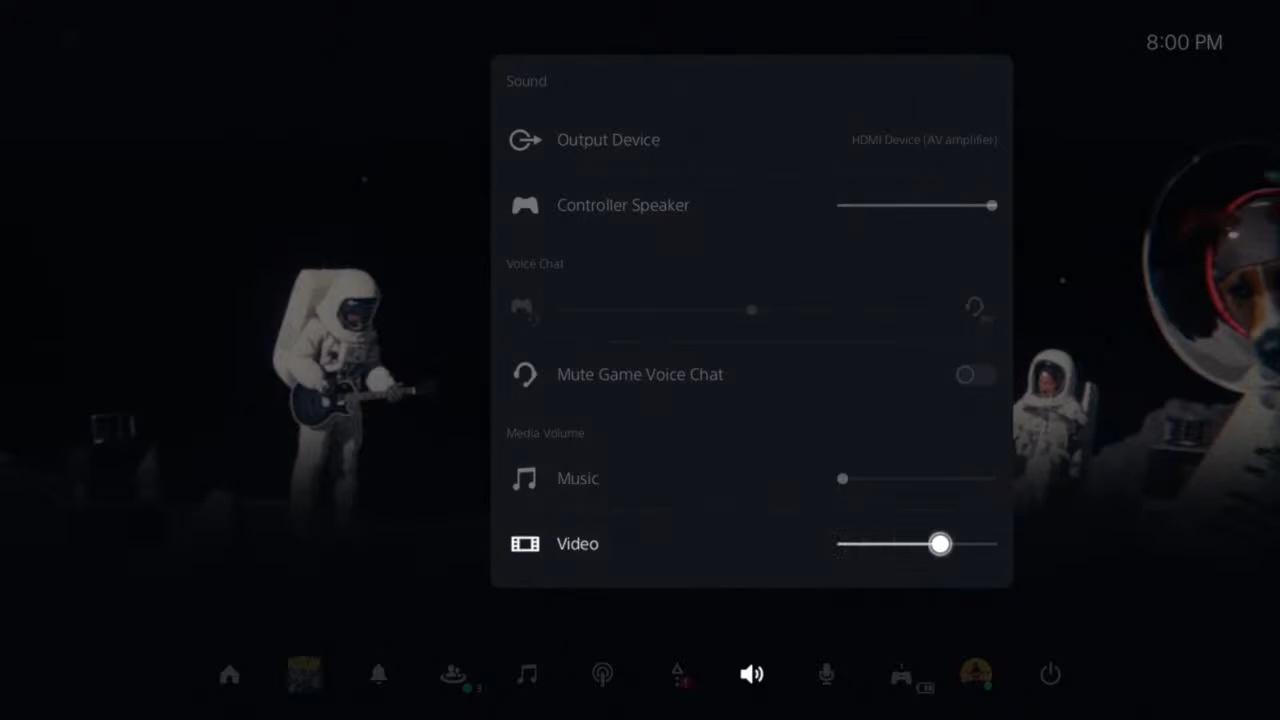 8:00 PM
Sound
Output Device
HDMI Device (AV amplifier)
Controller Speaker
Voice Chat
Mute Game Voice Chat
Media Volume
Music
Video
3